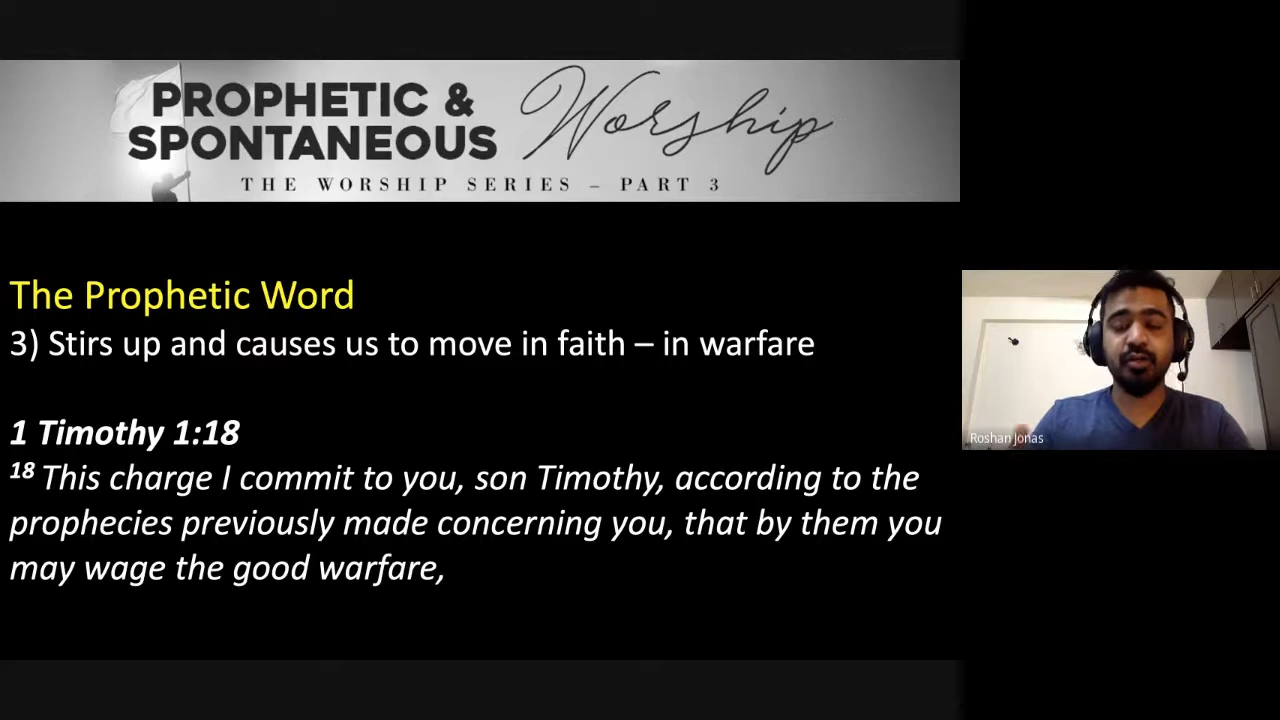 PROPHETIC & Worship
SPONTANEOUS
THE WORSHIP SERIES – PART 3
The Prophetic Word
3) Stirs up and causes us to move in faith – in warfare
1 Timothy 1:18
18 This charge I commit to you, son Timothy, according to the
prophecies previously made concerning you, that by them you
may wage the good warfare,
Roshan Jonas